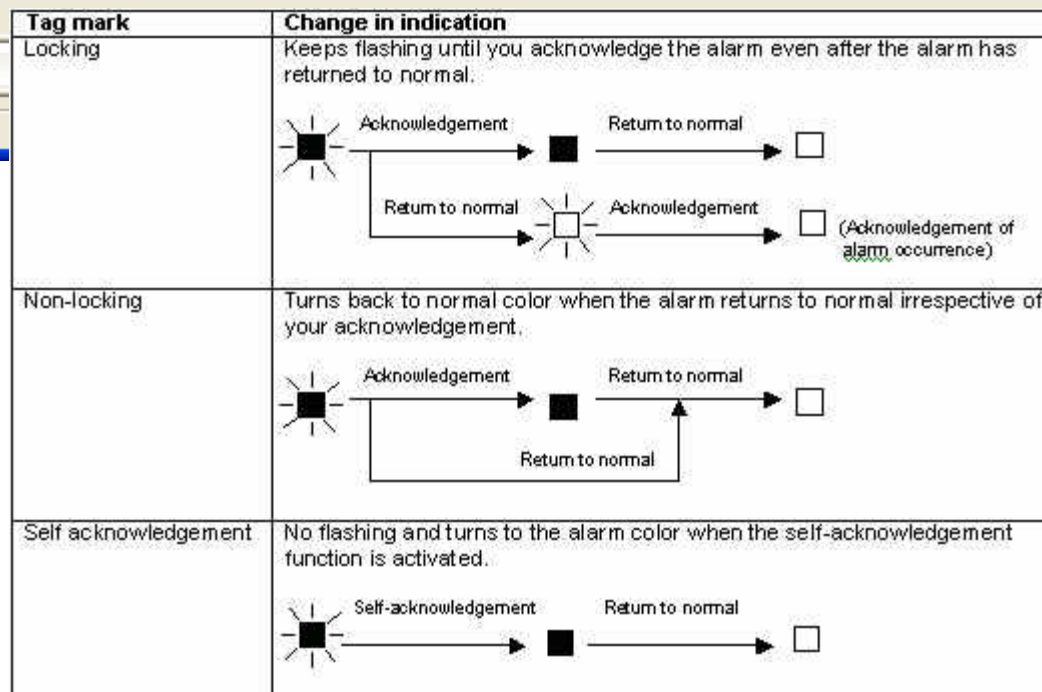 Tag mark
Change in indication
Locking
Keeps flashing until you acknowledge the alarm even after the alarm has
returned to normal.
Acknowledgement
Return to normal
Return to normal
Acknowledgement
(Acknowledgement of
alarm occurrence)
Non-locking
Turns back to normal color when the alarm returns to normal irrespective of
your acknowledgement.
Acknowledgement
Return to normal
Return to normal
Self acknowledgement
No flashing and turns to the alarm color when the self-acknowledgement
function is activated.
Self-acknowledgement
Return to normal